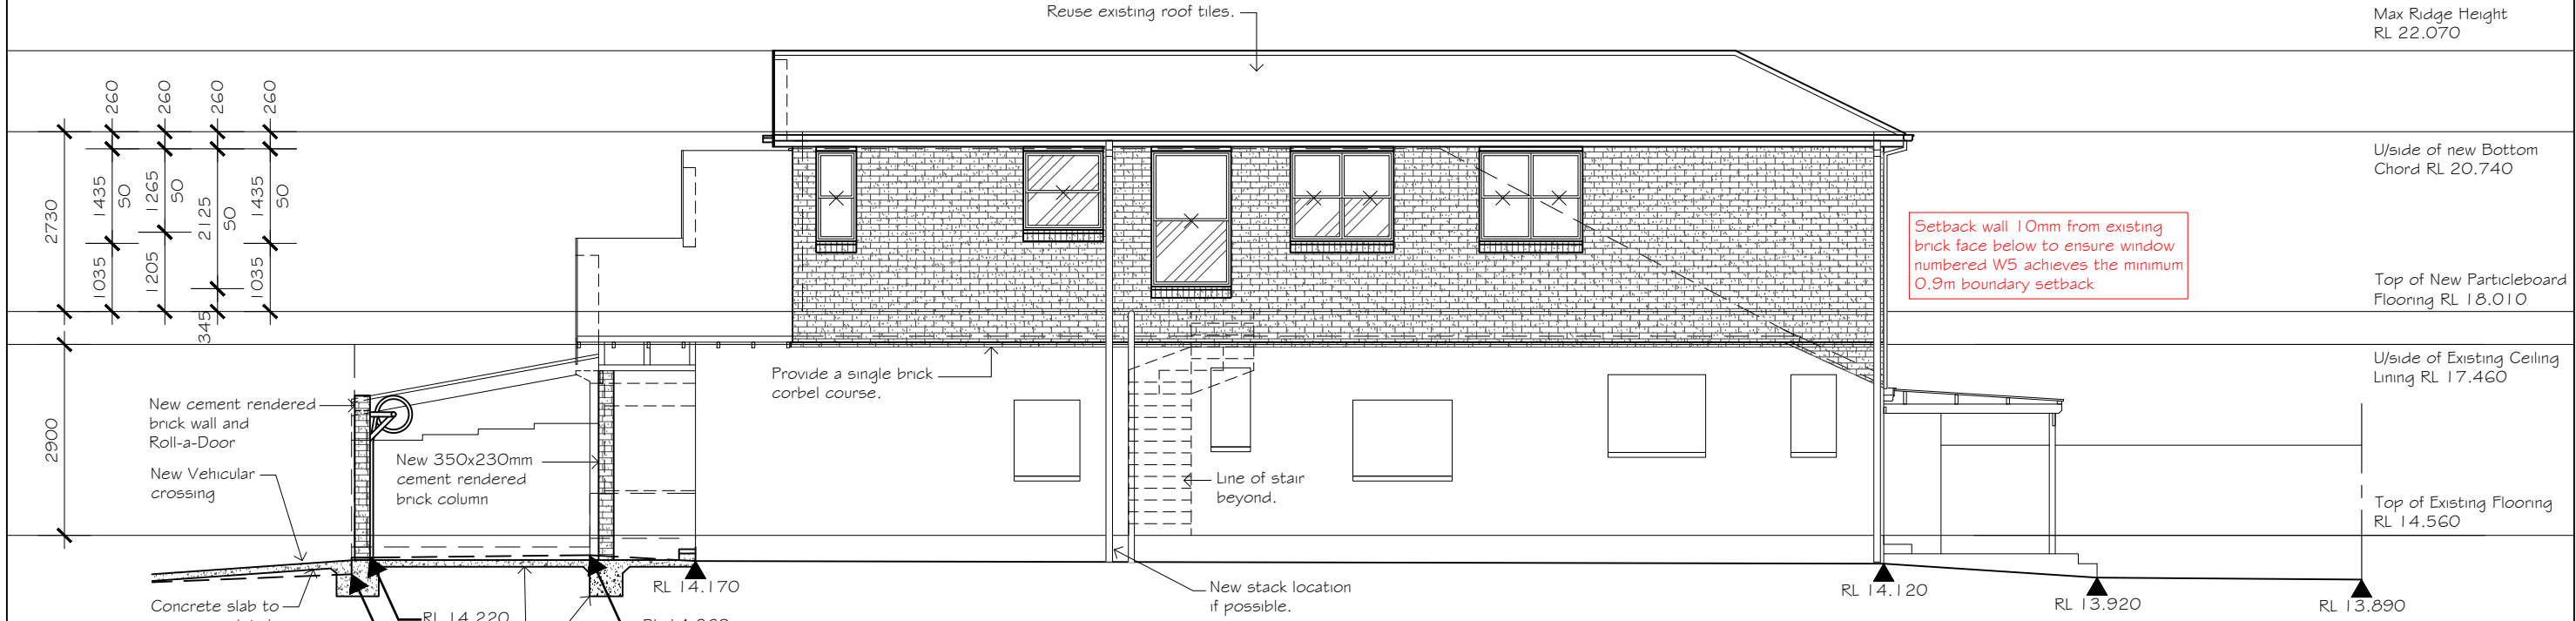 Reuse existing roof tiles.
Max Ridge Height
RL 22.070
260
260
260
260
2730
1435
50
1035
1265
50
1205
2125
50
345
1435
50
1035
U/side of new Bottom
Chord RL 20.740
Setback wall 10mm from existing
brick face below to ensure window
numbered W5 achieves the minimum
0.9m boundary setback
Top of New Particleboard
Flooring RL 18.010
U/side of Existing Ceiling
Lining RL 17.460
Provide a single brick
corbel course.
2900
New cement rendered
brick wall and
Roll-a-Door
New Vehicular
crossing
New 350x230mm
cement rendered
brick column
Line of stair
beyond.
Top of Existing Flooring
RL 14.560
RL 14.170
New stack location
if possible.
RL 14.120
RL 13.920
RL 13.890
Concrete slab to
RL 14.220